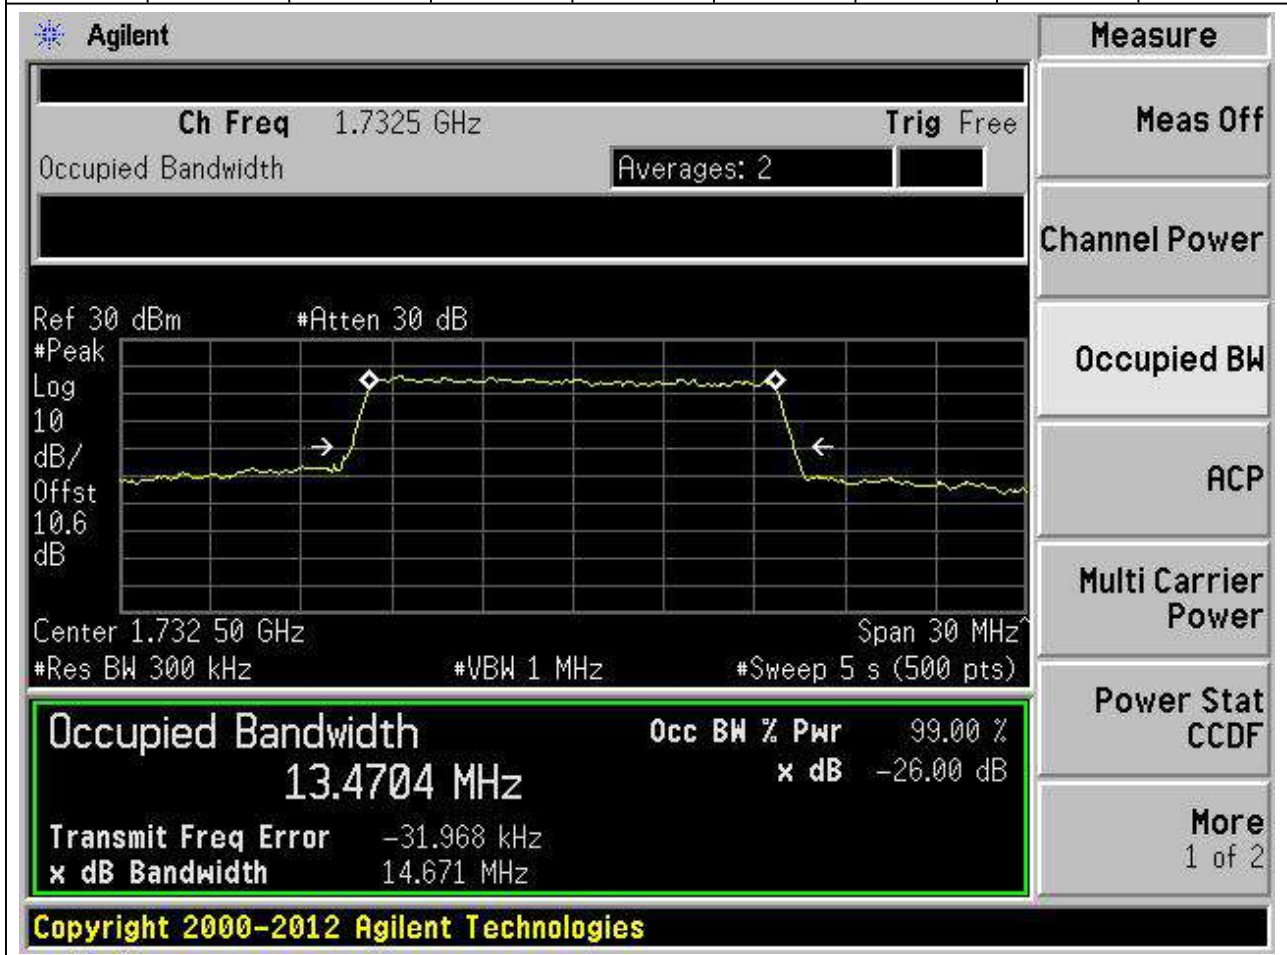 Agilent
Measure
Ch Freq 1.7325 GHz Trig Free
Occupied Bandwidth Averages: 2
Ref 30 dBm #Atten 30 dB
#Peak
Log
10
dB/
Offst
10.6
dB
Center 1.732 50 GHz Span 30 MHz^
#Res BW 300 kHz #VBW 1 MHz #Sweep 5 s (500 pts)
Occupied Bandwidth Occ BW % Pwr 99.00 %
13.4704 MHz x dB -26.00 dB
Transmit Freq Error -31.968 kHz
x dB Bandwidth 14.671 MHz
Copyright 2000-2012 Agilent Technologies
Meas Off
Channel Power
Occupied BW
ACP
Multi Carrier
Power
Power Stat
CCDF
More
1 of 2